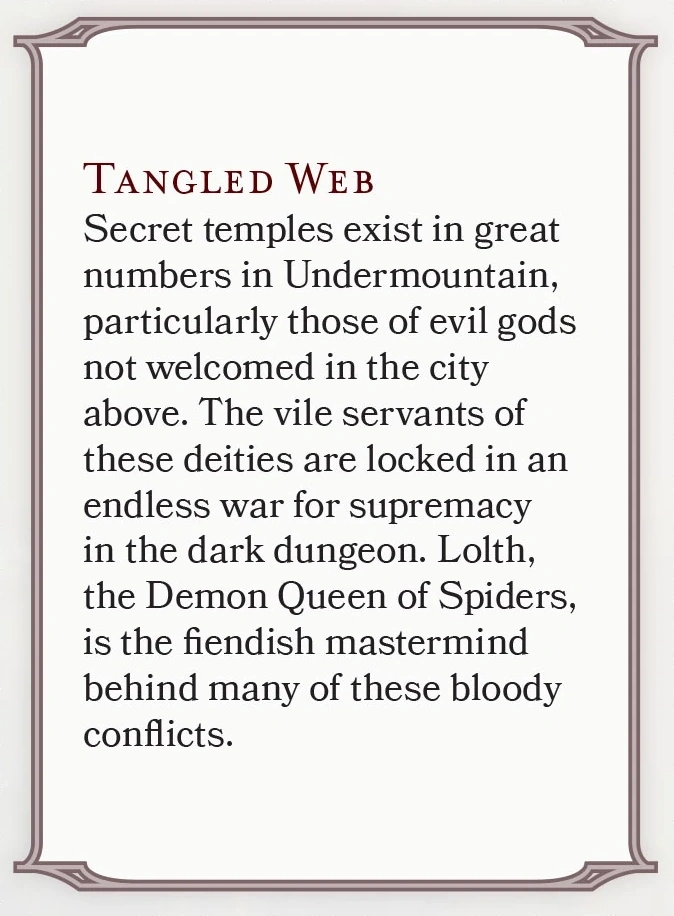 Tangled Web
Secret temples exist in great
numbers in Undermountain,
particularly those of evil gods
not welcomed in the city
above. The vile servants of
these deities are locked in an
endless war for supremacy
in the dark dungeon. Lolth,
the Demon Queen of Spiders,
is the fiendish mastermind
behind many of these bloody
conflicts.